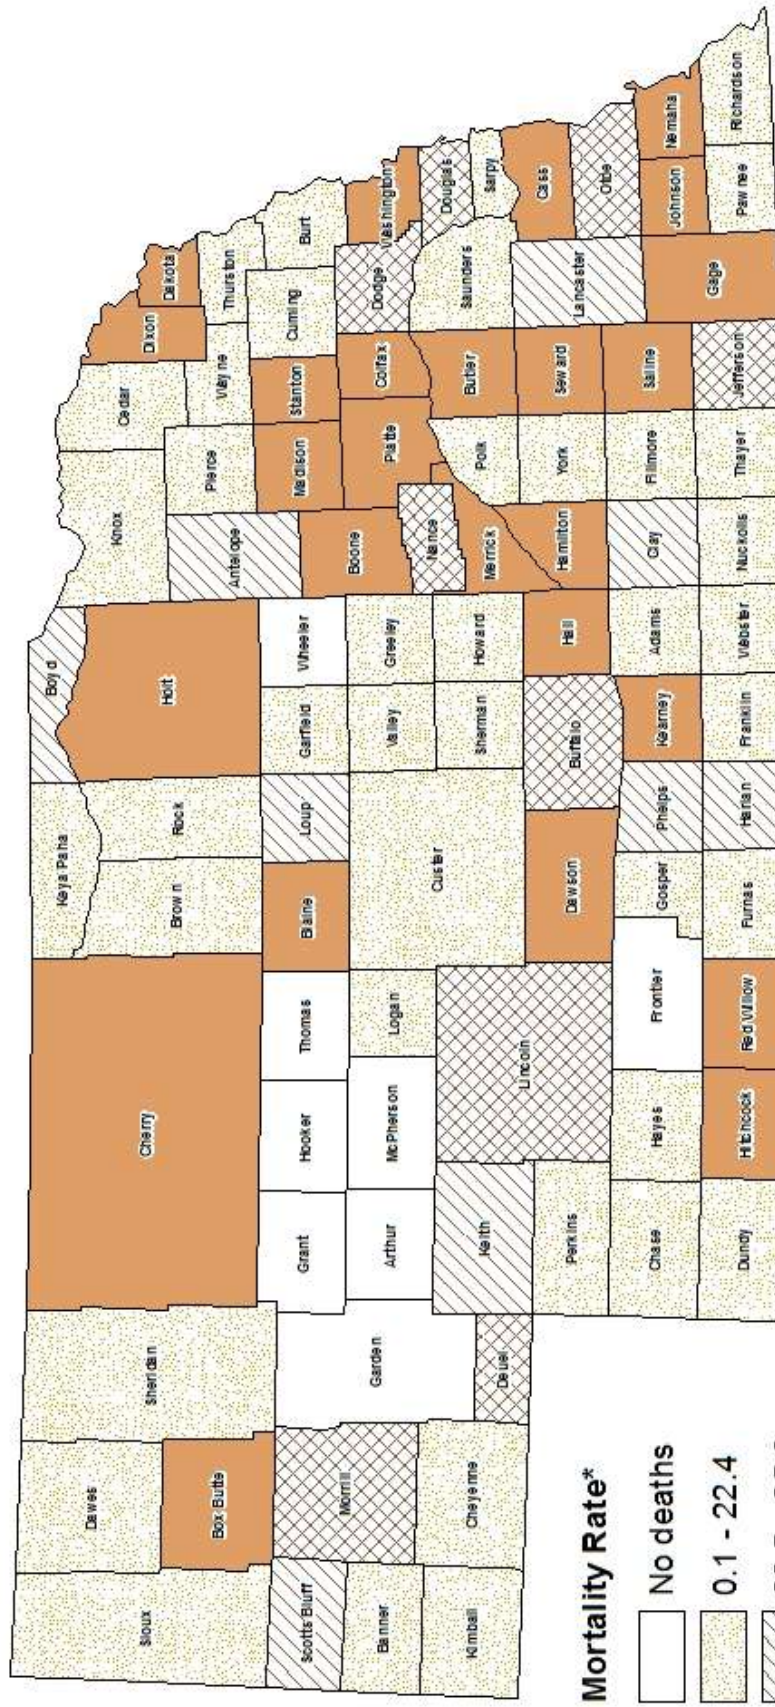 Sioux
Dawes
Box Butte
Sheridan
Scotts Bluff
Banner
Kimball
Morrill
Cheyenne
Garden
Deuel
Cherry
Grant
Hooker
Thomas
Arthur
McPherson
Logan
Keith
Lincoln
Perkins
Chase
Hayes
Frontier
Dundy
Hitchcock
Red Willow
Keya Paha
Brown
Rock
Blaine
Loup
Custer
Dawson
Gosper
Furnas
Boyd
Holt
Garfield
Wheeler
Valley
Greeley
Sherman
Howard
Buffalo
Hall
Phelps
Kearney
Adams
Harlan
Franklin
Webster
Knox
Antelope
Pierce
Boone
Madison
Nance
Platte
Merrick
Polk
Hamilton
York
Clay
Fillmore
Nuckolls
Thayer
Cedar
Dixon
Dakota
Wayne
Thurston
Stanton
Cuming
Burt
Colfax
Dodge
Washington
Butler
Saunders
Douglas
Sarpy
Seward
Lancaster
Cass
Otoe
Saline
Jefferson
Gage
Johnson
Nemaha
Pawnee
Richardson
Mortality Rate*
No deaths
0.1 - 22.4